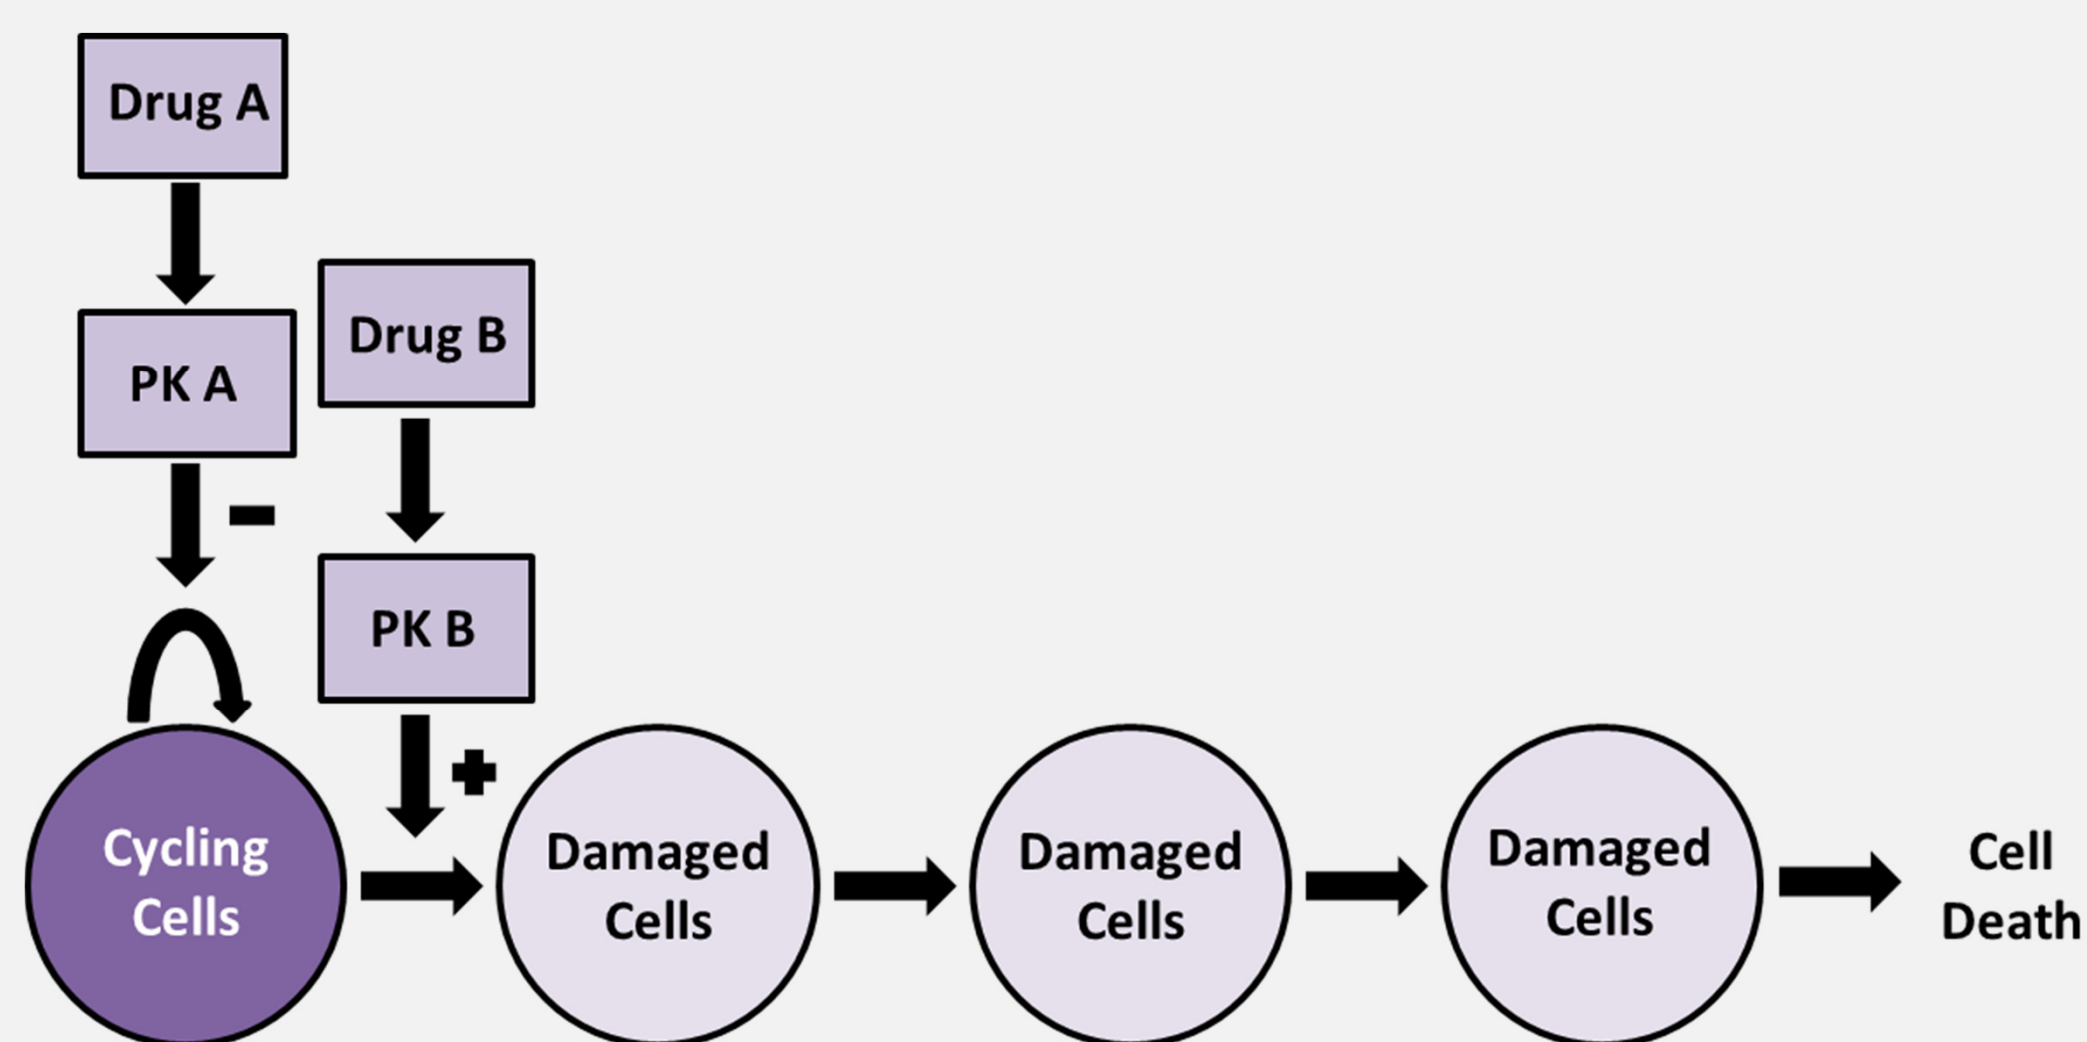 Drug A
PK A
Drug B
PK B
Cycling
Cells
Damaged
Cells
Damaged
Cells
Damaged
Cells
Cell
Death